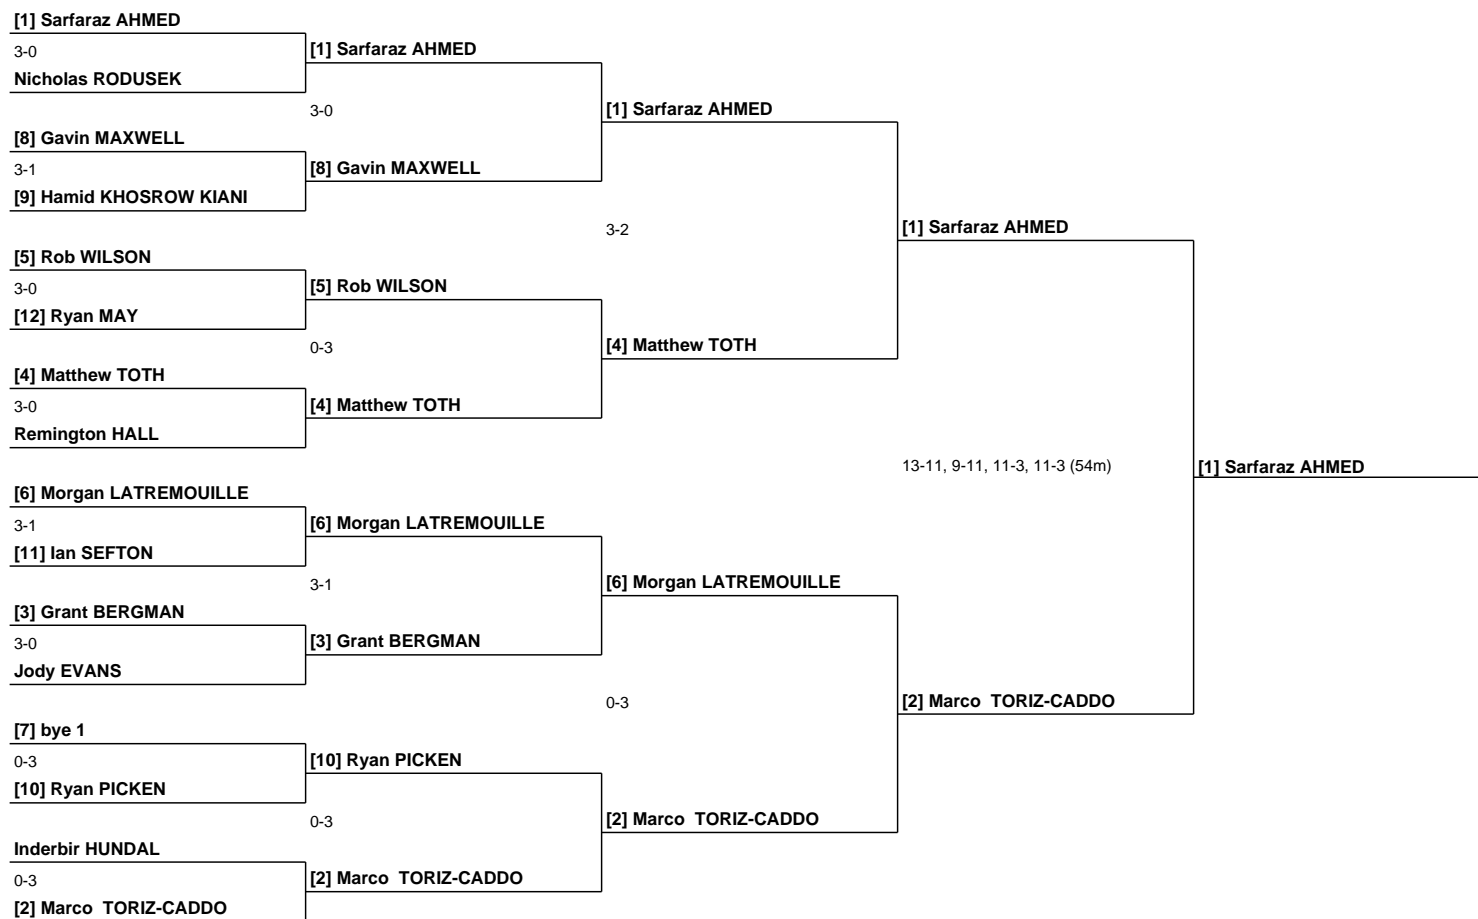 [1] Sarfaraz AHMED
3-0
Nicholas RODUSEK
[8] Gavin MAXWELL
3-1
[9] Hamid KHOSROW KIANI
[5] Rob WILSON
3-0
[12] Ryan MAY
[4] Matthew TOTH
3-0
Remington HALL
[6] Morgan LATREMOUILLE
3-1
[11] Ian SEFTON
[3] Grant BERGMAN
3-0
Jody EVANS
[7] bye 1
0-3
[10] Ryan PICKEN
Inderbir HUNDAL
0-3
[2] Marco  TORIZ-CADDO
[1] Sarfaraz AHMED
3-0
[8] Gavin MAXWELL
[5] Rob WILSON
0-3
[4] Matthew TOTH
[6] Morgan LATREMOUILLE
3-1
[3] Grant BERGMAN
[10] Ryan PICKEN
0-3
[2] Marco  TORIZ-CADDO
[1] Sarfaraz AHMED
3-2
[4] Matthew TOTH
[6] Morgan LATREMOUILLE
0-3
[2] Marco  TORIZ-CADDO
[1] Sarfaraz AHMED
13-11, 9-11, 11-3, 11-3 (54m)
[2] Marco  TORIZ-CADDO
[1] Sarfaraz AHMED